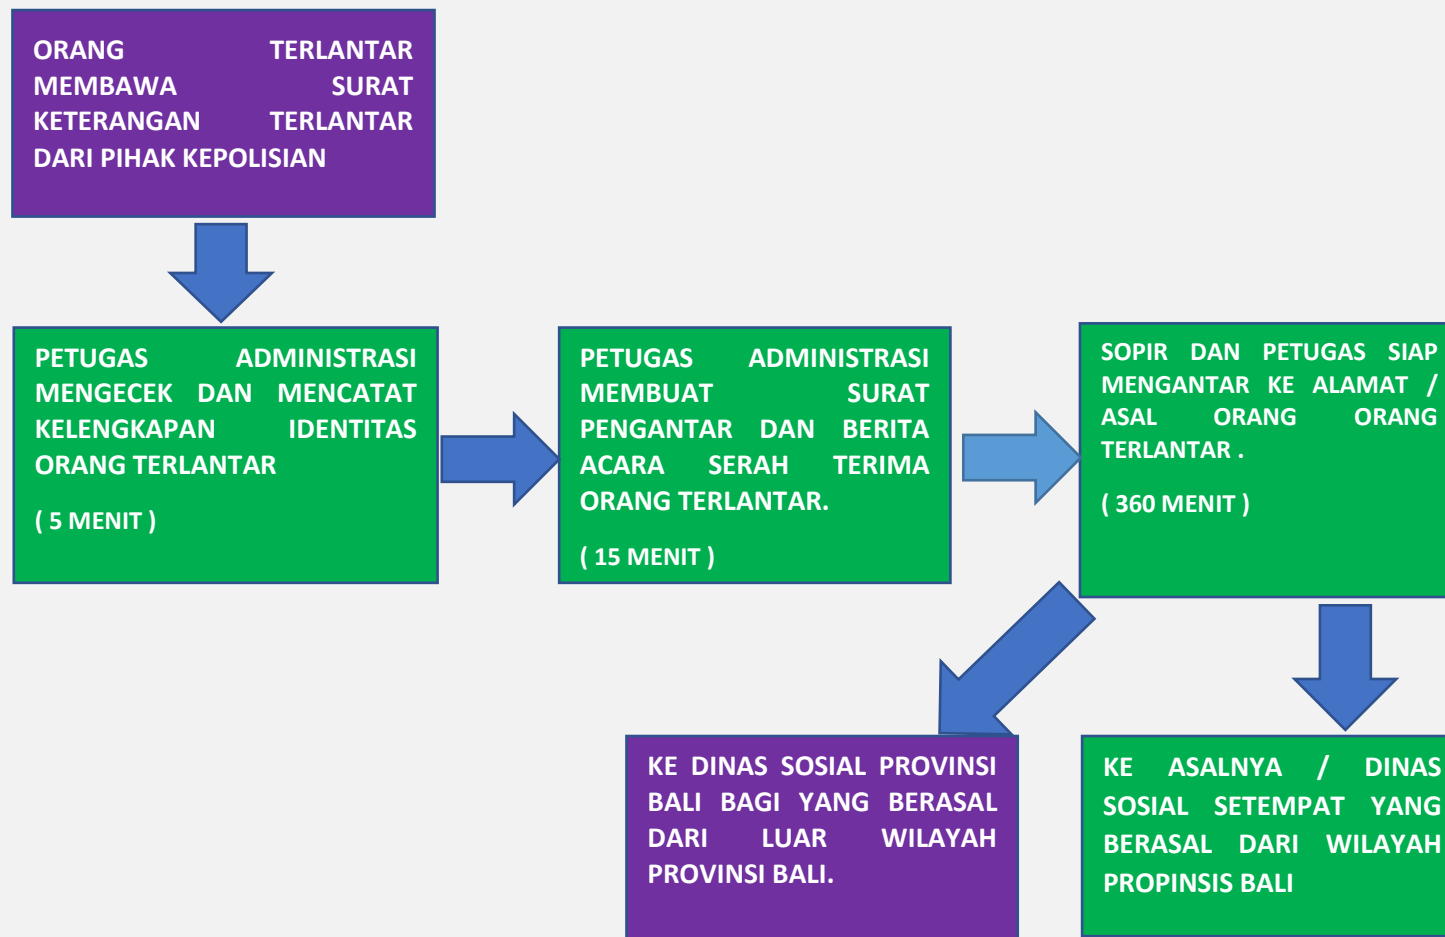 ORANG TERLANTAR
MEMBAWA SURAT
KETERANGAN TERLANTAR
DARI PIHAK KEPOLISIAN
PETUGAS ADMINISTRASI
MENGECEK DAN MENCATAT
KELENGKAPAN IDENTITAS
ORANG TERLANTAR
( 5 MENIT )
PETUGAS ADMINISTRASI
MEMBUAT SURAT
PENGANTAR DAN BERITA
ACARA SERAH TERIMA
ORANG TERLANTAR.
( 15 MENIT )
SOPIR DAN PETUGAS SIAP
MENGANTAR KE ALAMAT /
ASAL ORANG ORANG
TERLANTAR .
( 360 MENIT )
KE DINAS SOSIAL PROVINSI
BALI BAGI YANG BERASAL
DARI LUAR WILAYAH
PROVINSI BALI.
KE ASALNYA / DINAS
SOSIAL SETEMPAT YANG
BERASAL DARI WILAYAH
PROPINSIS BALI